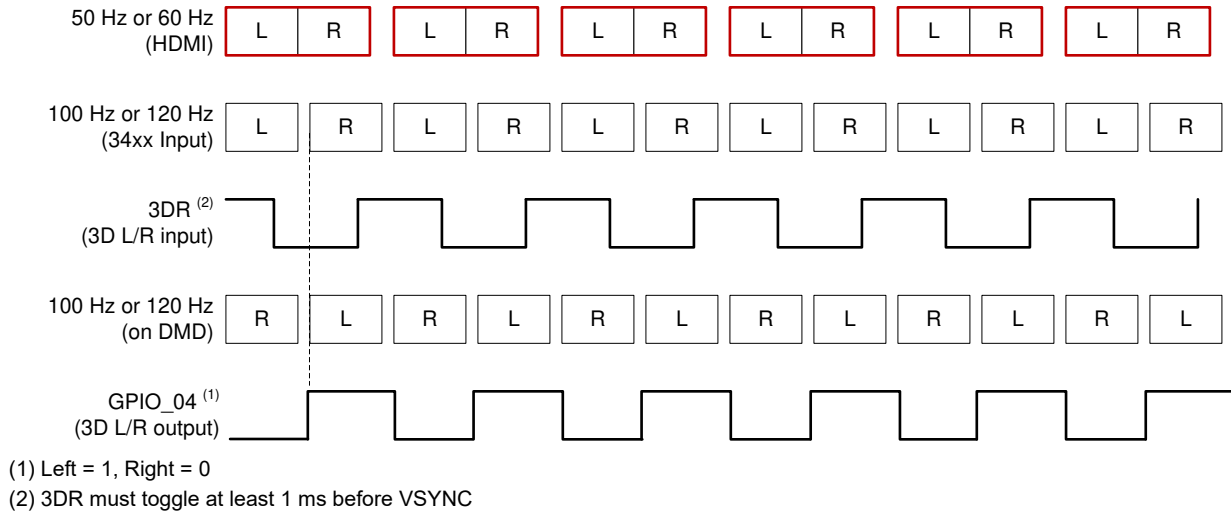 50 Hz or 60 Hz
(HDMI)
L R L R L R L R L R L R
100 Hz or 120 Hz
(34xx Input)
L R L R L R L R L R L R
3DR (2)
(3D L/R input)
100 Hz or 120 Hz
(on DMD)
R L R L R L R L R L R L
GPIO_04 (1)
(3D L/R output)
(1) Left = 1, Right = 0
(2) 3DR must toggle at least 1 ms before VSYNC